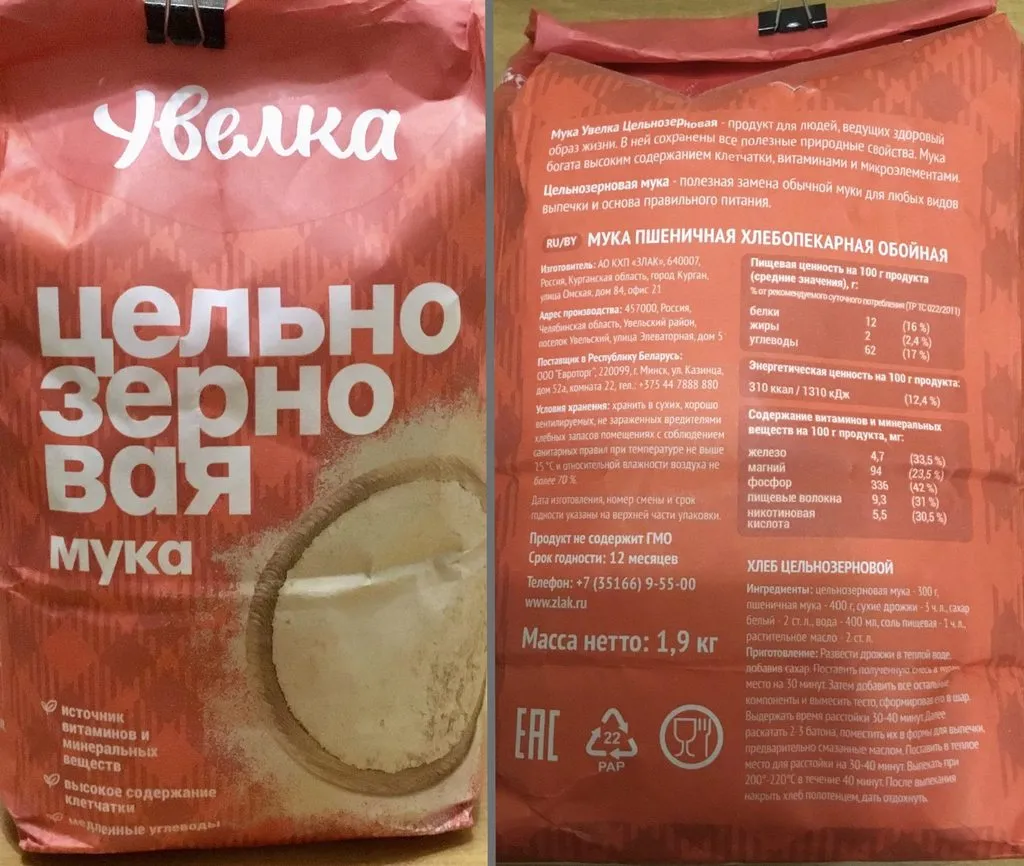 Увелка
цельно
зерно
вая
мука
источник
витаминов и
минеральных
веществ
высокое содержание
клетчатки
медленные углеводы
Мука Увелка Цельнозерновая - продукт для людей, ведущих здоровый
образ жизни. В ней сохранены все полезные природные свойства. Мука
богата высоким содержанием клетчатки, витаминами и микроэлементами.
Цельнозерновая мука - полезная замена обычной муки для любых видов
выпечки и основа правильного питания.
RU/BY МУКА ПШЕНИЧНАЯ ХЛЕБОПЕКАРНАЯ ОБОЙНАЯ
Изготовитель: АО КХП «ЗЛАК», 640007,
Россия, Курганская область, город Курган,
улица Омская, дом 84, офис 21
Адрес производства: 457000, Россия,
Челябинская область, Увельский район,
поселок Увельский, улица Элеваторная, дом 5
Поставщик в Республику Беларусь:
ООО "Евроторг", 220099, г. Минск, ул. Казинца,
дом 52а, комната 22, тел.: +375 44 7888 880
Условия хранения: хранить в сухих, хорошо
вентилируемых, не зараженных вредителями
хлебных запасов помещениях с соблюдением
санитарных правил при температуре не выше
25 °С и относительной влажности воздуха не
более 70 %.
Дата изготовления, номер смены и срок
годности указаны на верхней части упаковки.
Продукт не содержит ГМО
Срок годности: 12 месяцев
Телефон: +7 (35166) 9-55-00
www.zlak.ru
Масса нетто: 1,9 кг
EAC
22
PAP
Пищевая ценность на 100 г продукта
(средние значения), г:
% от рекомендуемого суточного потребления (ТР ТС 022/2011)
белки 12 (16 %)
жиры 2 (2,4 %)
углеводы 62 (17 %)
Энергетическая ценность на 100 г продукта:
310 ккал / 1310 кДж (12,4 %)
Содержание витаминов и минеральных
веществ на 100 г продукта, мг:
железо 4,7 (33,5 %)
магний 94 (23,5 %)
фосфор 336 (42 %)
пищевые волокна 9,3 (31 %)
никотиновая 5,5 (30,5 %)
кислота
ХЛЕБ ЦЕЛЬНОЗЕРНОВОЙ
Ингредиенты: цельнозерновая мука - 300 г,
пшеничная мука - 400 г, сухие дрожжи - 3 ч. л., сахар
белый - 2 ст. л., вода - 400 мл, соль пищевая - 1 ч. л.,
растительное масло - 2 ст. л.
Приготовление: Развести дрожжи в теплой воде,
добавив сахар. Поставить полученную смесь в теплое
место на 30 минут. Затем добавить все остальные
компоненты и вымесить тесто, сформировав его в шар.
Выдержать время расстойки 30-40 минут. Далее
раскатать 2-3 батона, поместить их в формы для выпечки,
предварительно смазанные маслом. Поставить в теплое
место для расстойки на 30-40 минут. Выпекать при
200°-220°С в течение 40 минут. После выпекания
накрыть хлеб полотенцем, дать отдохнуть.